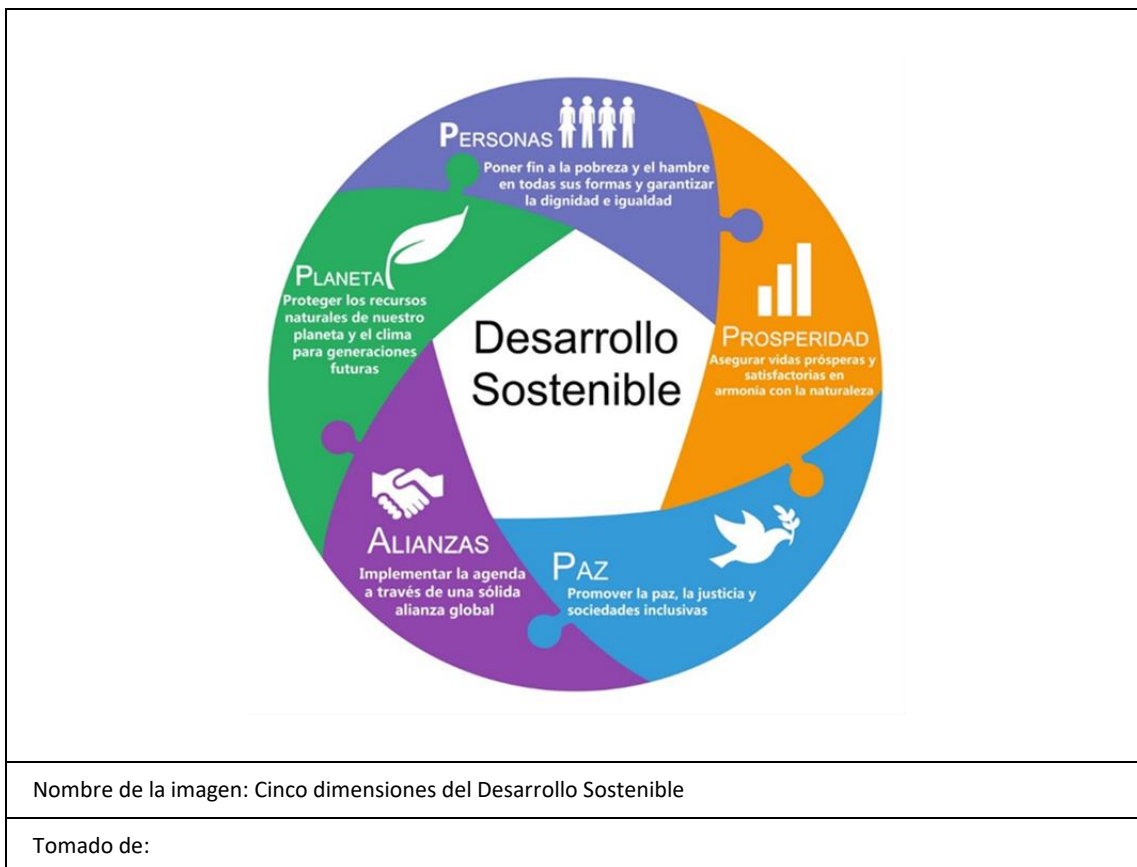 PERSONAS
Poner fin a la pobreza y el hambre
en todas sus formas y garantizar
la dignidad e igualdad
PROSPERIDAD
Asegurar vidas prósperas y
satisfactorias en
armonía con la naturaleza
PLANETA
Proteger los recursos
naturales de nuestro
planeta y el clima
para generaciones
futuras
Desarrollo
Sostenible
ALIANZAS
Implementar la agenda
a través de una sólida
alianza global
PAZ
Promover la paz, la justicia y
sociedades inclusivas
Nombre de la imagen: Cinco dimensiones del Desarrollo Sostenible
Tomado de: